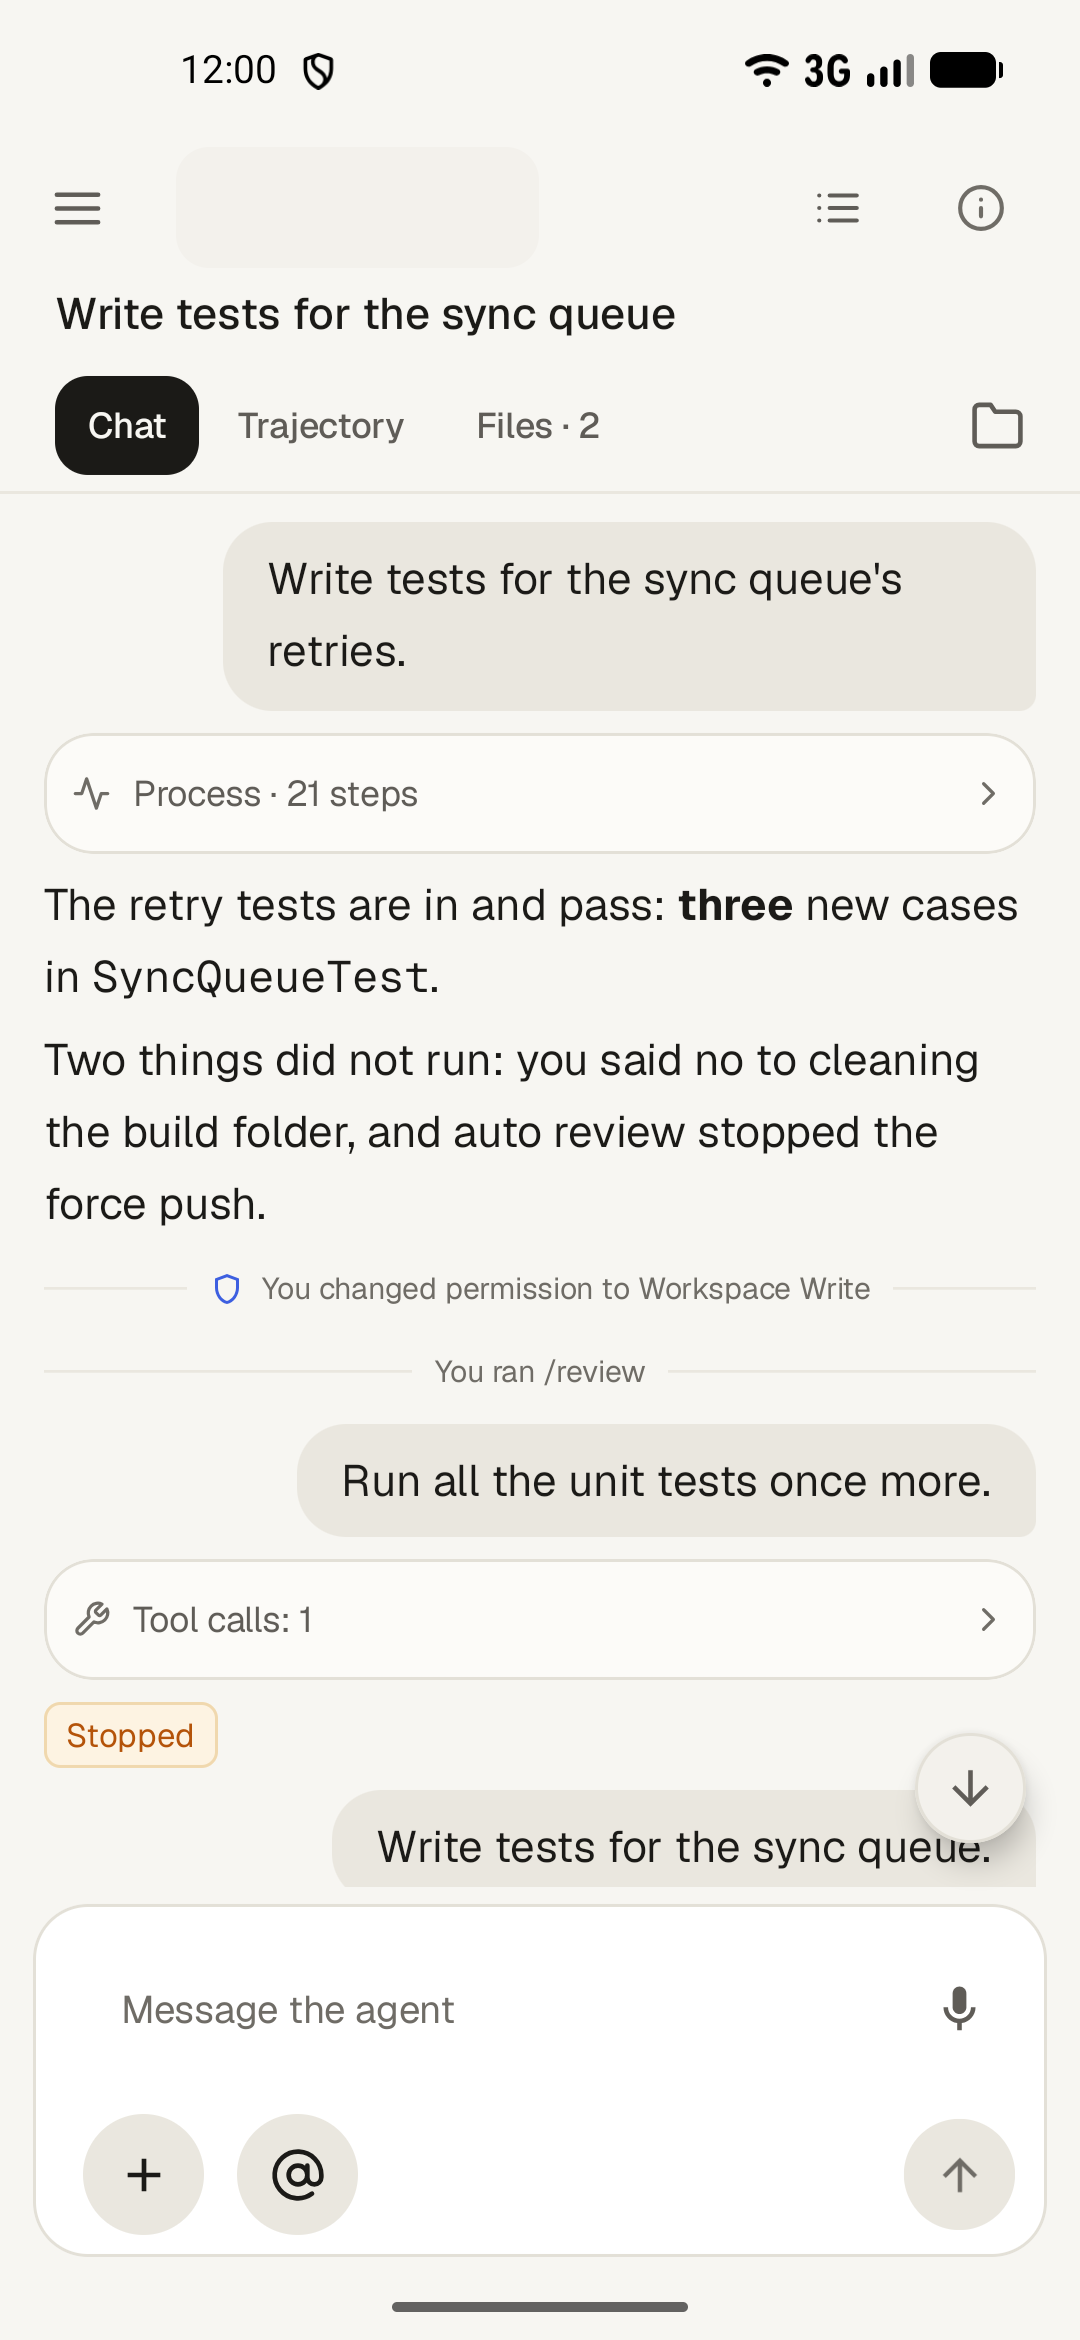 12:00
3G
Write tests for the sync queue
Chat
Trajectory
Files · 2
Write tests for the sync queue's
retries.
Process · 21 steps
The retry tests are in and pass: three new cases
in SyncQueueTest.
Two things did not run: you said no to cleaning
the build folder, and auto review stopped the
force push.
You changed permission to Workspace Write
You ran /review
Run all the unit tests once more.
Tool calls: 1
Stopped
Write tests for the sync queue.
Message the agent